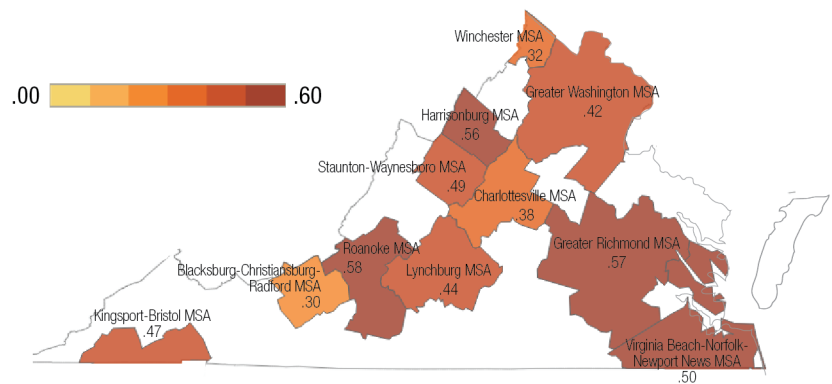 Winchester MSA
.32
.00
.60
Greater Washington MSA
.42
Harrisonburg MSA
.56
Staunton-Waynesboro MSA
.49
Charlottesville MSA
.38
Roanoke MSA
.58
Greater Richmond MSA
.57
Blacksburg-Christiansburg-
Radford MSA
.30
Lynchburg MSA
.44
Kingsport-Bristol MSA
.47
Virginia Beach-Norfolk-
Newport News MSA
.50